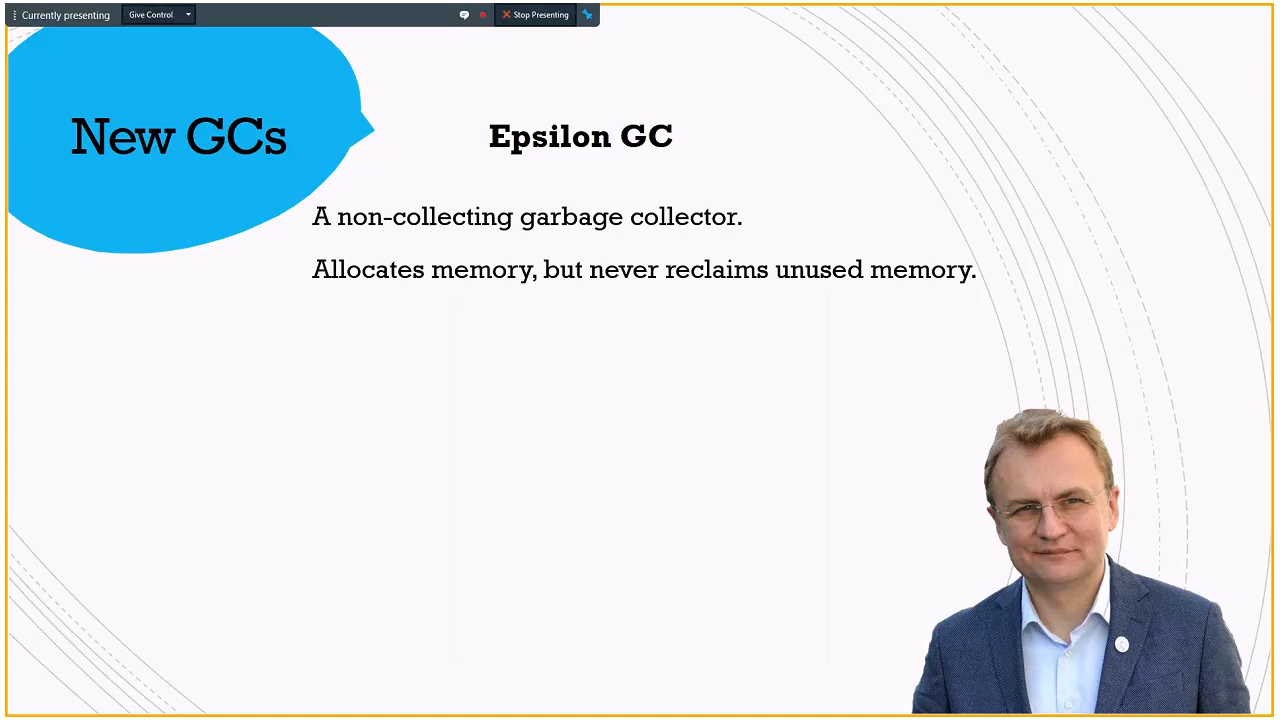 Currently presenting
Give Control
Stop Presenting
New GCs
Epsilon GC
A non-collecting garbage collector.
Allocates memory, but never reclaims unused memory.